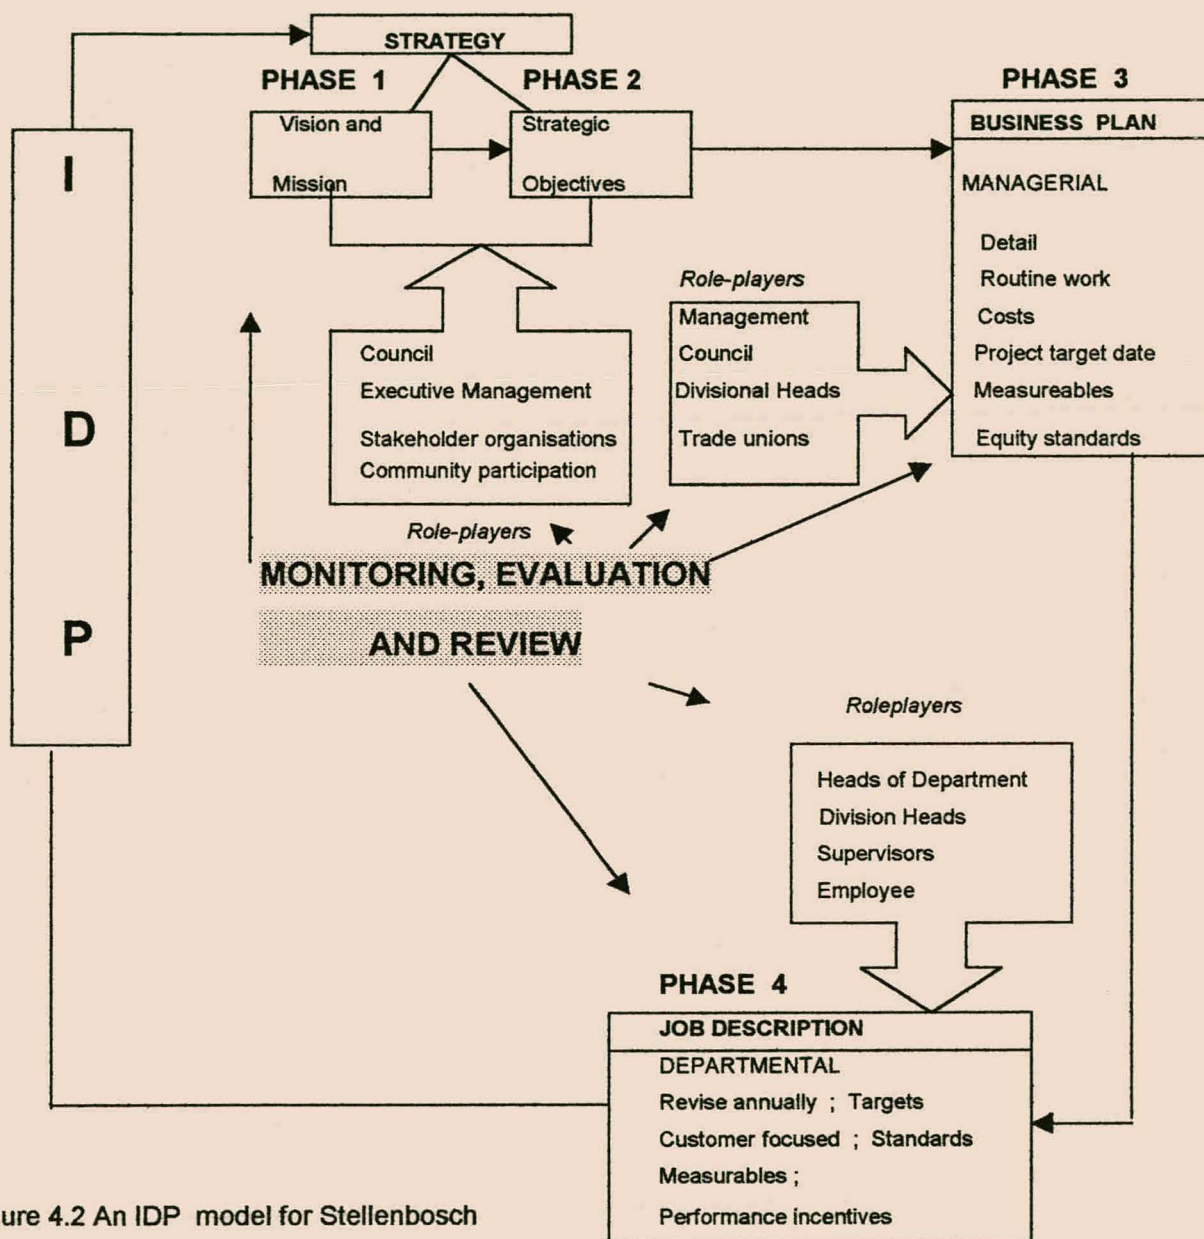 STRATEGY
PHASE 1
PHASE 2
PHASE 3
Vision and
Mission
Strategic
Objectives
BUSINESS PLAN
MANAGERIAL
Detail
Routine work
Costs
Project target date
Measureables
Equity standards
I
D
P
Role-players
Management
Council
Divisional Heads
Trade unions
Council
Executive Management
Stakeholder organisations
Community participation
Role-players
MONITORING, EVALUATION
AND REVIEW
Roleplayers
Heads of Department
Division Heads
Supervisors
Employee
PHASE 4
JOB DESCRIPTION
DEPARTMENTAL
Revise annually ; Targets
Customer focused ; Standards
Measurables ;
Performance incentives
ure 4.2 An IDP model for Stellenbosch